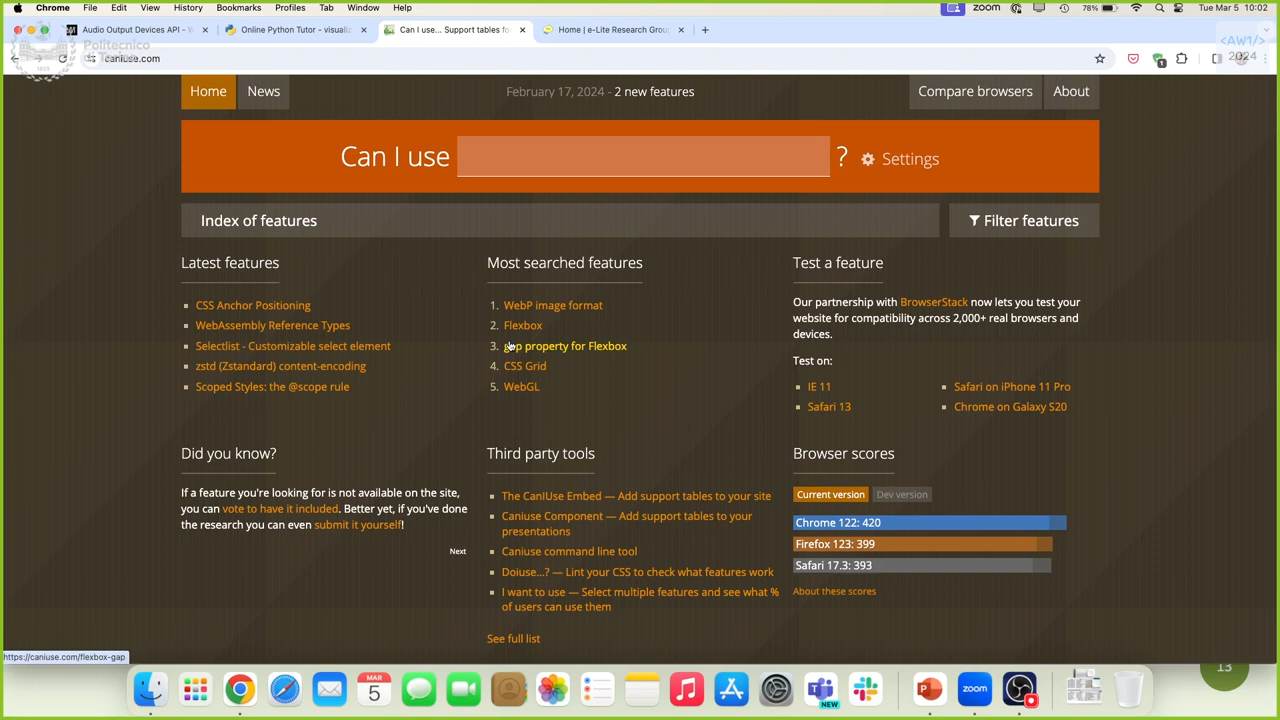 Chrome File Edit View History Bookmarks Profiles Tab Window Help zoom 78% Tue Mar 5 10:02
Audio Output Devices API - Online Python Tutor - visualiz Can I use... Support tables fo Home | e-Lite Research Grou
Politecnico
caniuse.com
<AW1/>
2024
Home News February 17, 2024 - 2 new features Compare browsers About
Can I use ? Settings
Index of features Filter features
Latest features
CSS Anchor Positioning
WebAssembly Reference Types
Selectlist - Customizable select element
zstd (Zstandard) content-encoding
Scoped Styles: the @scope rule
Most searched features
1. WebP image format
2. Flexbox
3. gap property for Flexbox
4. CSS Grid
5. WebGL
Test a feature
Our partnership with BrowserStack now lets you test your
website for compatibility across 2,000+ real browsers and
devices.
Test on:
IE 11
Safari 13
Safari on iPhone 11 Pro
Chrome on Galaxy S20
Did you know?
If a feature you're looking for is not available on the site,
you can vote to have it included. Better yet, if you've done
the research you can even submit it yourself!
Next
Third party tools
The CanIUse Embed — Add support tables to your site
Caniuse Component — Add support tables to your
presentations
Caniuse command line tool
Doiuse...? — Lint your CSS to check what features work
I want to use — Select multiple features and see what %
of users can use them
See full list
Browser scores
Current version Dev version
Chrome 122: 420
Firefox 123: 399
Safari 17.3: 393
About these scores
https://caniuse.com/flexbox-gap
13
MAR
5
NEW
zoom